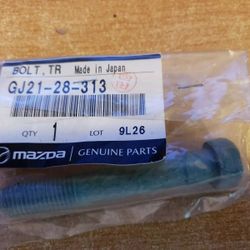 BOLT, TR Made in Japan
GJ21-28-313
QTY 1 LOT 9L26
mazda GENUINE PARTS